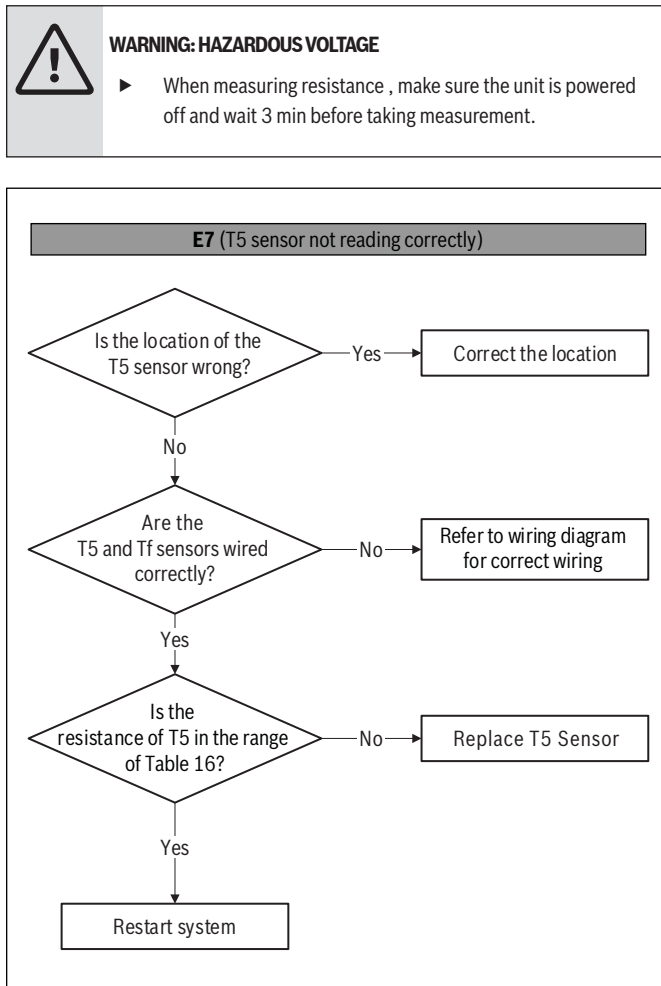 WARNING: HAZARDOUS VOLTAGE
► When measuring resistance , make sure the unit is powered
off and wait 3 min before taking measurement.
E7 (T5 sensor not reading correctly)
Is the location of the
T5 sensor wrong?
Yes
Correct the location
No
Are the
T5 and Tf sensors wired
correctly?
No
Refer to wiring diagram
for correct wiring
Yes
Is the
resistance of T5 in the range
of Table 16?
No
Replace T5 Sensor
Yes
Restart system